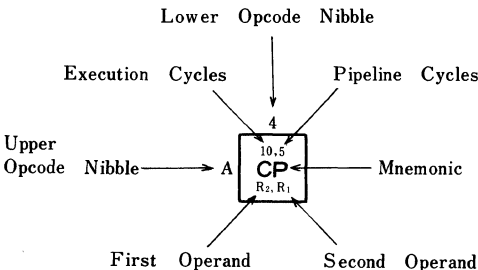 Lower Opcode Nibble
Execution Cycles
Pipeline Cycles
4
Upper
Opcode Nibble
A
10,5
CP
R₂, R₁
Mnemonic
First Operand
Second Operand